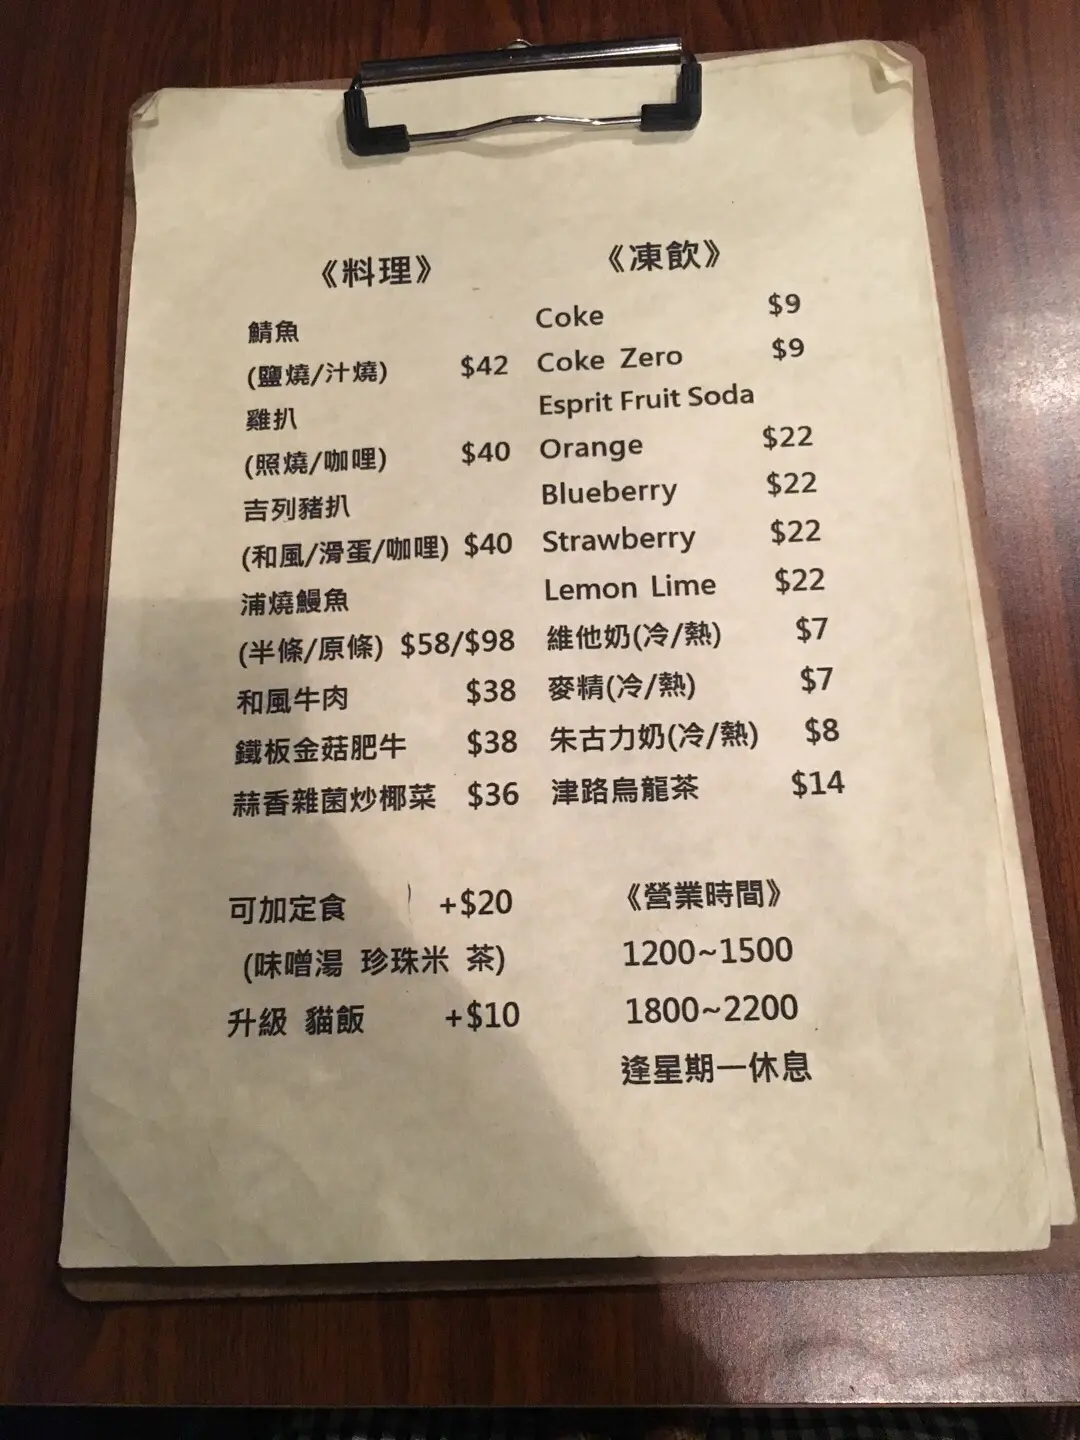 《料理》
鯖魚
(鹽燒/汁燒) $42
雞扒
(照燒/咖哩) $40
吉列豬扒
(和風/滑蛋/咖哩) $40
浦燒鰻魚
(半條/原條) $58/$98
和風牛肉 $38
鐵板金菇肥牛 $38
蒜香雜菌炒椰菜 $36
可加定食 +$20
(味噌湯 珍珠米 茶)
升級 貓飯 +$10
《凍飲》
Coke $9
Coke Zero $9
Esprit Fruit Soda
Orange $22
Blueberry $22
Strawberry $22
Lemon Lime $22
維他奶(冷/熱) $7
麥精(冷/熱) $7
朱古力奶(冷/熱) $8
津路烏龍茶 $14
《營業時間》
1200~1500
1800~2200
逢星期一休息